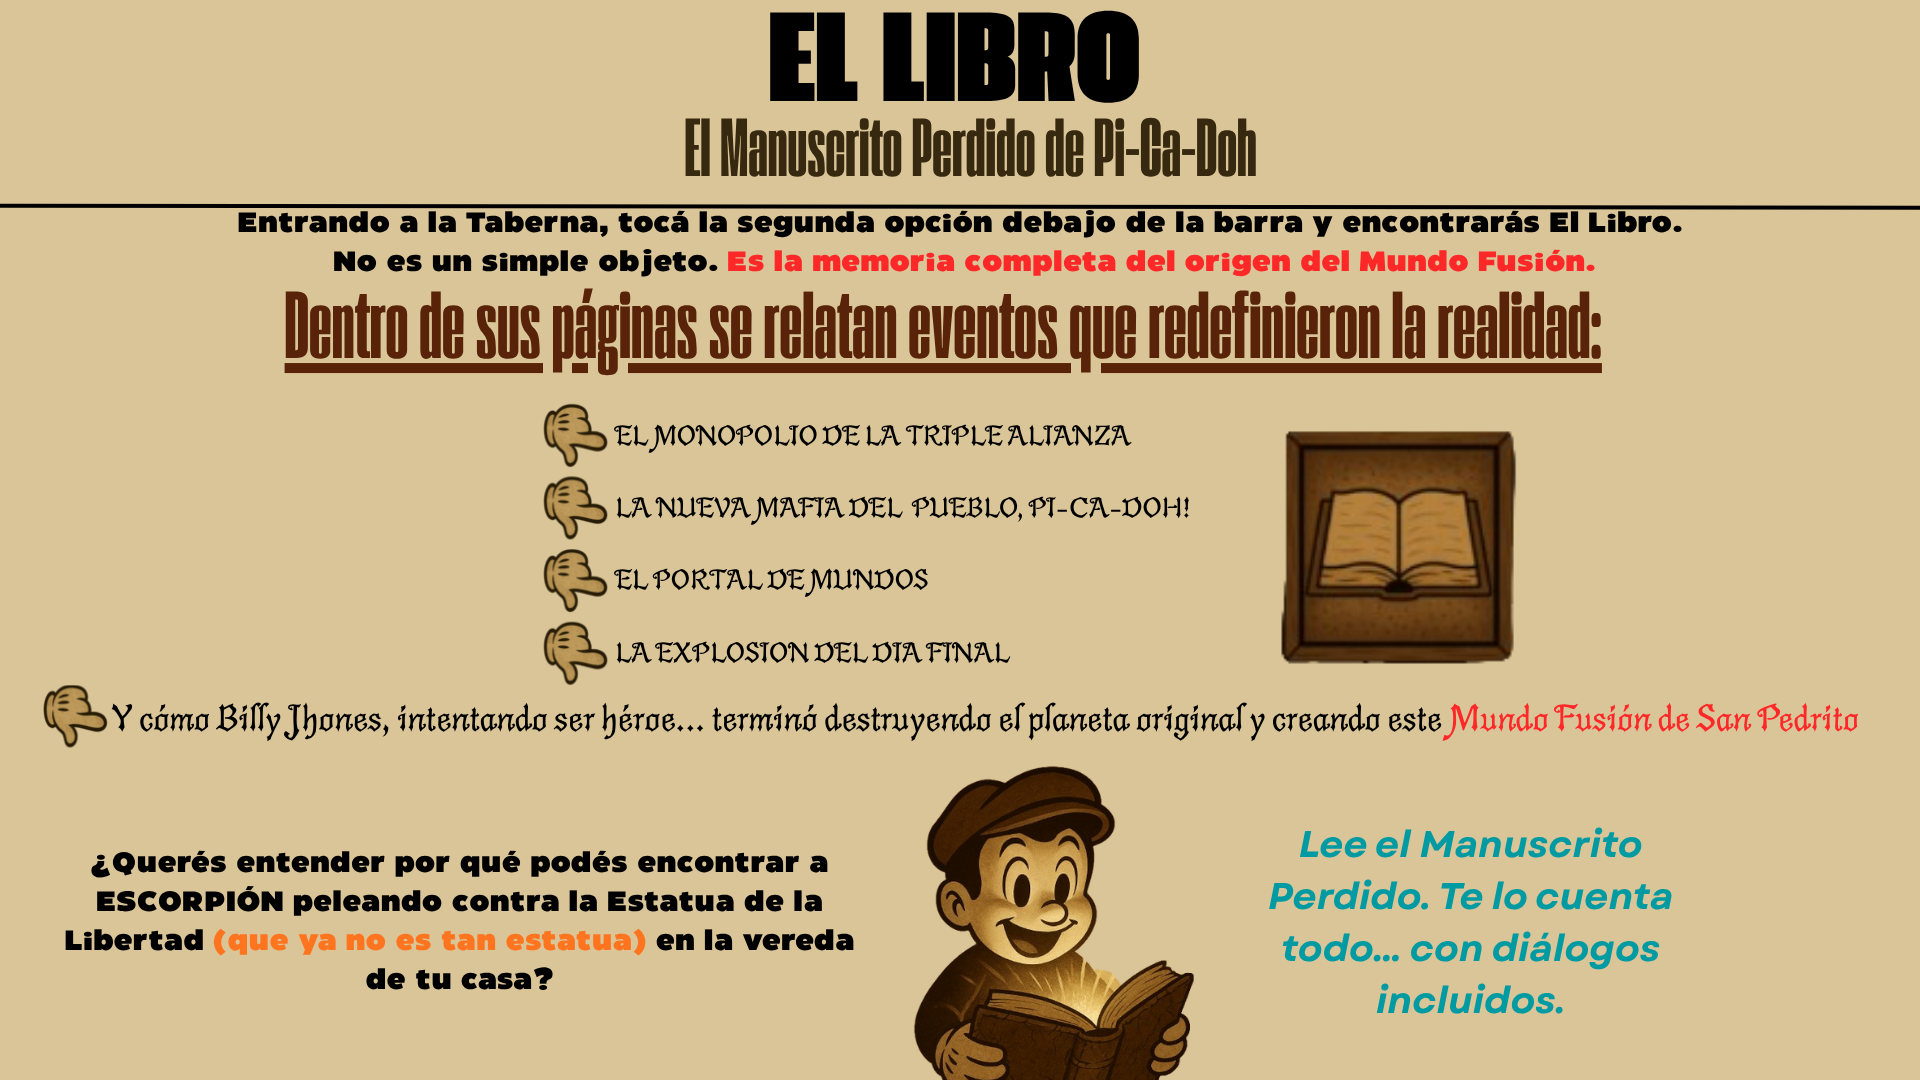 EL LIBRO
El Manuscrito Perdido de Pi-Ca-Doh
Entrando a la Taberna, tocá la segunda opción debajo de la barra y encontrarás El Libro.
No es un simple objeto. Es la memoria completa del origen del Mundo Fusión.
Dentro de sus páginas se relatan eventos que redefinieron la realidad:
EL MONOPOLIO DE LA TRIPLE ALIANZA
LA NUEVA MAFIA DEL PUEBLO, PI-CA-DOH!
EL PORTAL DE MUNDOS
LA EXPLOSION DEL DIA FINAL
Y cómo Billy Jhones, intentando ser héroe... terminó destruyendo el planeta original y creando este Mundo Fusión de San Pedrito
¿Querés entender por qué podés encontrar a
ESCORPIÓN peleando contra la Estatua de la
Libertad (que ya no es tan estatua) en la vereda
de tu casa?
Lee el Manuscrito
Perdido. Te lo cuenta
todo... con diálogos
incluidos.